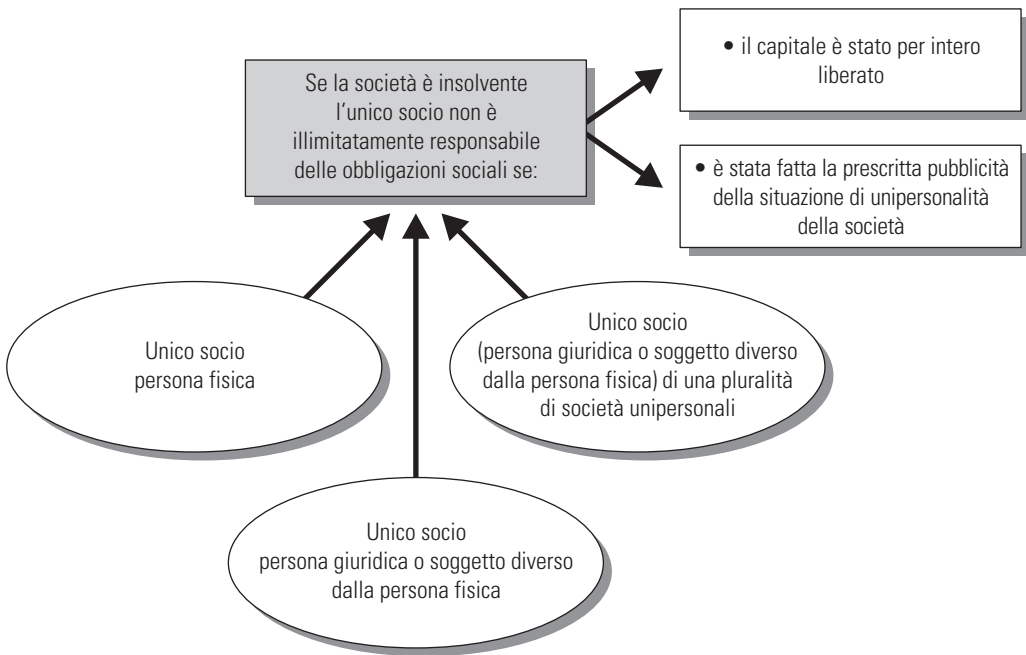 Se la società è insolvente
l'unico socio non è
illimitatamente responsabile
delle obbligazioni sociali se:
• il capitale è stato per intero
liberato
• è stata fatta la prescritta pubblicità
della situazione di unipersonalità
della società
Unico socio
persona fisica
Unico socio
(persona giuridica o soggetto diverso
dalla persona fisica) di una pluralità
di società unipersonali
Unico socio
persona giuridica o soggetto diverso
dalla persona fisica